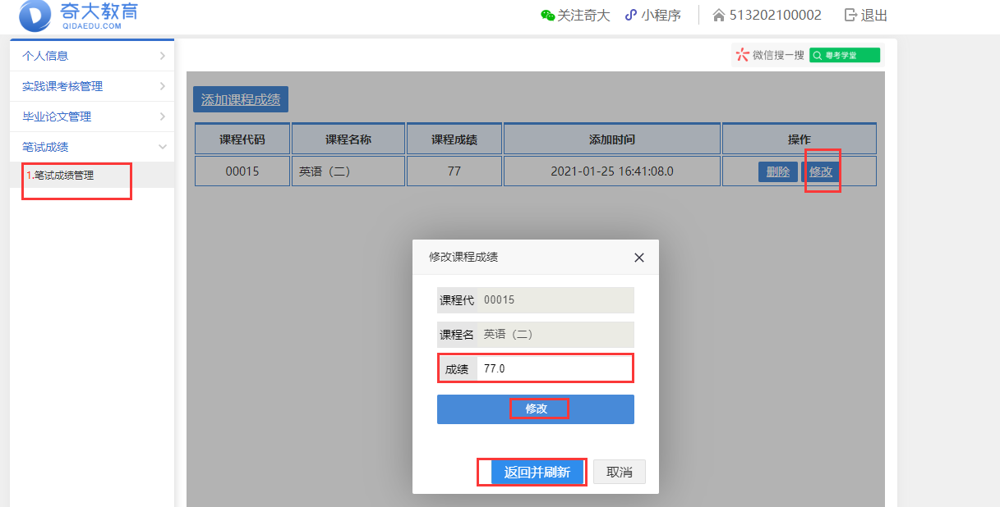 奇大教育
QIDAEDU.COM
关注奇大 小程序 513202100002 退出
个人信息
实践课考核管理
毕业论文管理
笔试成绩
1.笔试成绩管理
微信搜一搜 粤考学堂
添加课程成绩
课程代码 课程名称 课程成绩 添加时间 操作
00015 英语（二） 77 2021-01-25 16:41:08.0 删除 修改
修改课程成绩
课程代 00015
课程名 英语（二）
成绩 77.0
修改
返回并刷新 取消